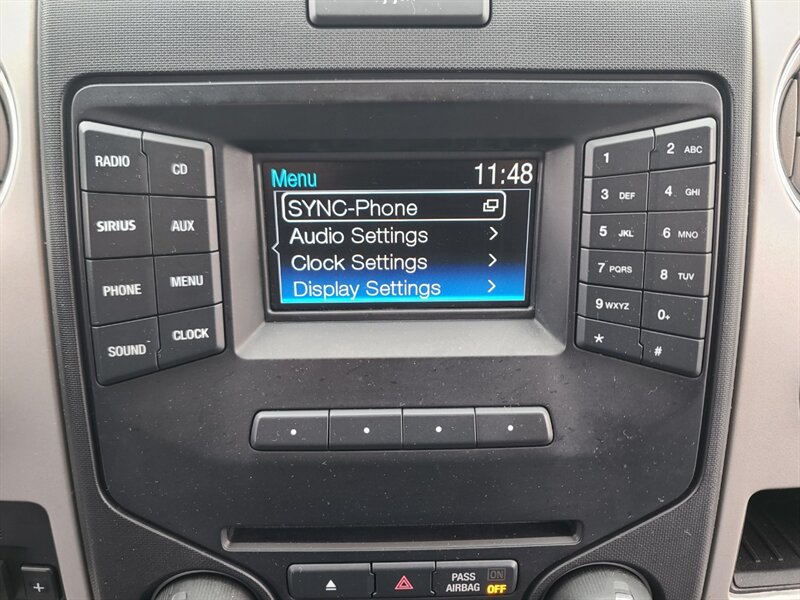 RADIO
CD
SIRIUS
AUX
PHONE
MENU
SOUND
CLOCK
Menu 11:48
SYNC-Phone
Audio Settings >
Clock Settings >
Display Settings >
1
2 ABC
3 DEF
4 GHI
5 JKL
6 MNO
7 PQRS
8 TUV
9 WXYZ
0+
*
#
PASS AIRBAG
ON
OFF
+